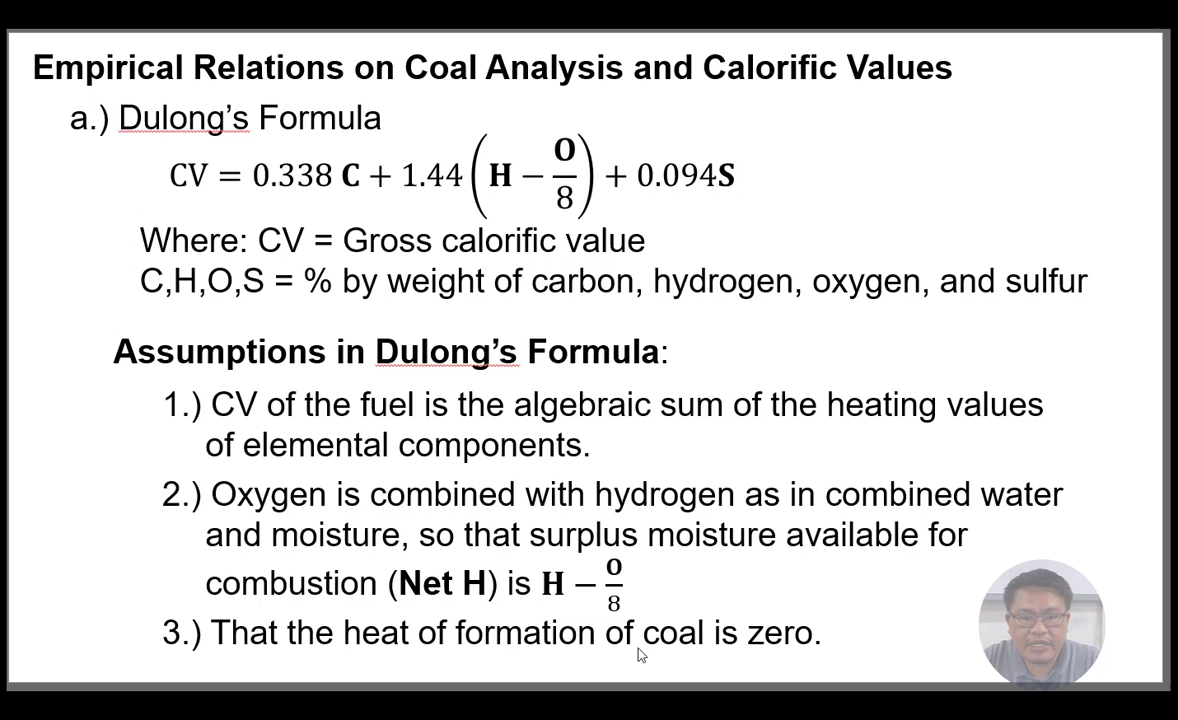 Empirical Relations on Coal Analysis and Calorific Values
a.) Dulong's Formula
CV = 0.338 C + 1.44 (H − O/8) + 0.094S
Where: CV = Gross calorific value
C,H,O,S = % by weight of carbon, hydrogen, oxygen, and sulfur
Assumptions in Dulong's Formula:
1.) CV of the fuel is the algebraic sum of the heating values
of elemental components.
2.) Oxygen is combined with hydrogen as in combined water
and moisture, so that surplus moisture available for
combustion (Net H) is H − O/8
3.) That the heat of formation of coal is zero.